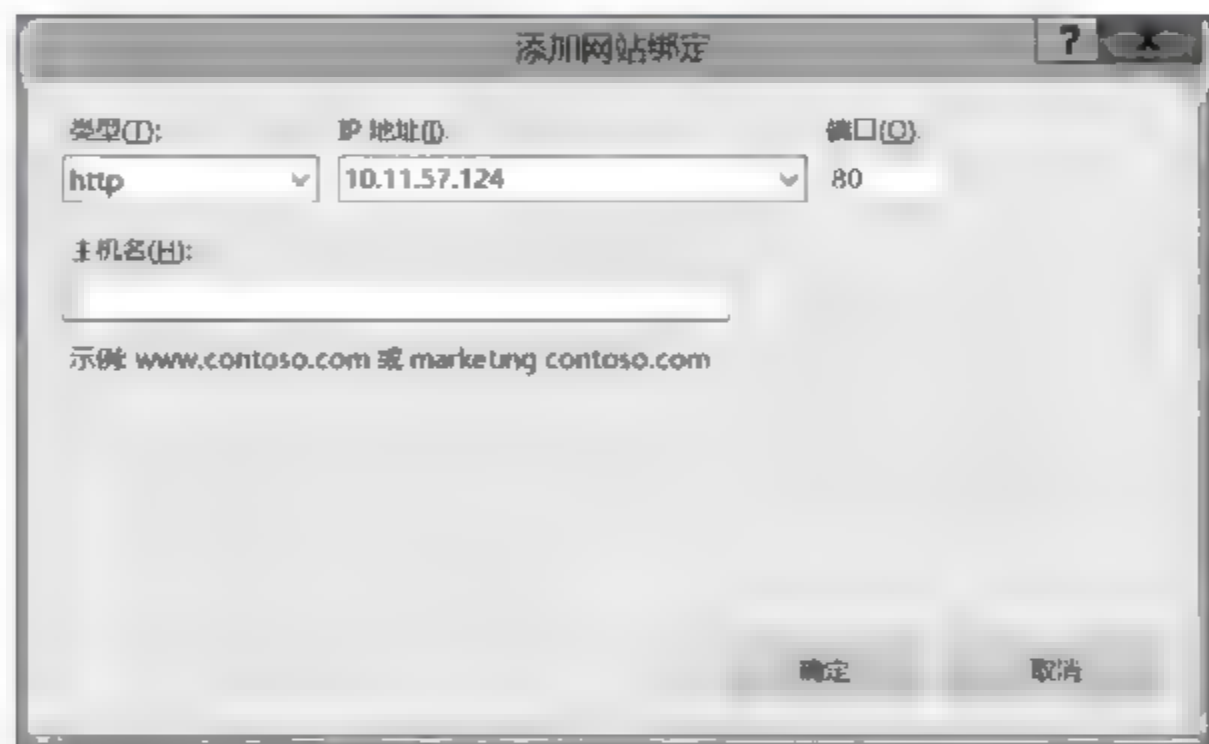 添加网站绑定
?
x
类型(T): IP 地址(I): 端口(O):
http 10.11.57.124 80
主机名(H):
示例: www.contoso.com 或 marketing.contoso.com
确定 取消